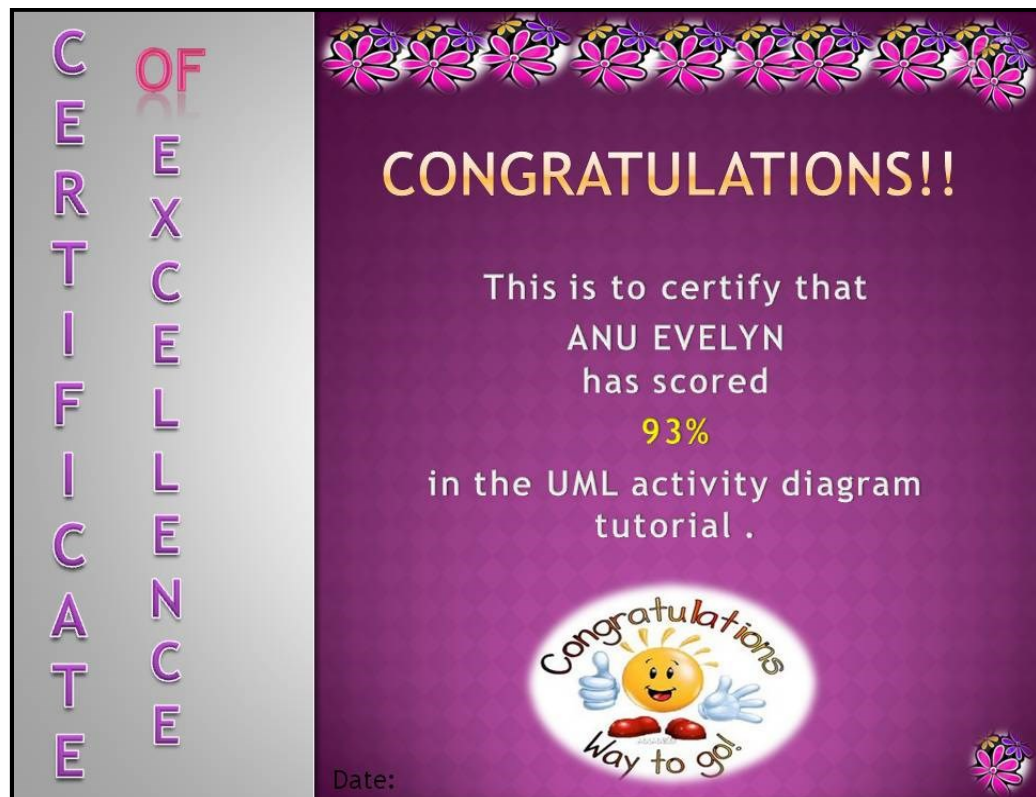 CERTIFICATE
OF
EXCELLENCE
CONGRATULATIONS!!
This is to certify that
ANU EVELYN
has scored
93%
in the UML activity diagram
tutorial .
Congratulations
Way to go!
Date: